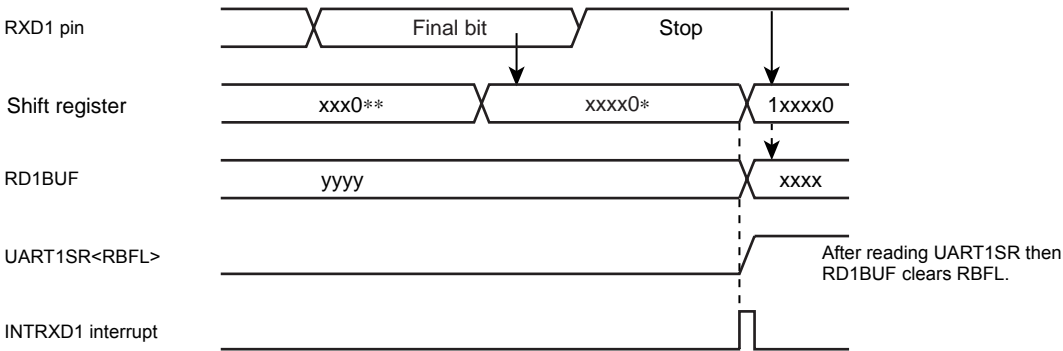 RXD1 pin
Final bit
Stop
Shift register
xxx0**
xxxx0*
1xxxx0
RD1BUF
yyyy
xxxx
UART1SR<RBFL>
After reading UART1SR then
RD1BUF clears RBFL.
INTRXD1 interrupt